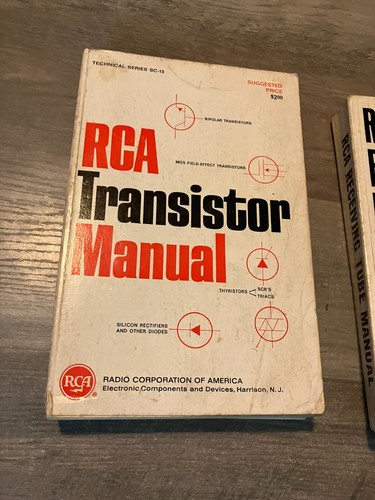 TECHNICAL SERIES SC-13
SUGGESTED
PRICE
$2.00
BIPOLAR TRANSISTORS
RCA
MOS FIELD-EFFECT TRANSISTORS
Transistor
Manual
THYRISTORS
SCR'S
TRIACS
SILICON RECTIFIERS
AND OTHER DIODES
RCA
RADIO CORPORATION OF AMERICA
Electronic Components and Devices, Harrison, N. J.
RCA RECEIVING TUBE MANUAL
R